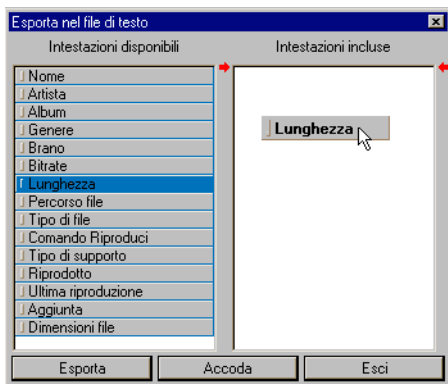 Esporta nel file di testo
Intestazioni disponibili
Intestazioni incluse
Nome
Artista
Album
Genere
Brano
Bitrate
Lunghezza
Percorso file
Tipo di file
Comando Riproduci
Tipo di supporto
Riprodotto
Ultima riproduzione
Aggiunta
Dimensioni file
Lunghezza
Esporta
Accoda
Esci